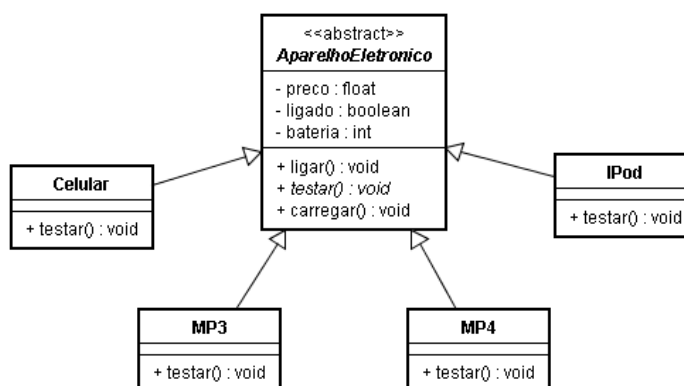 <<abstract>>
AparelhoEletronico
- preco : float
- ligado : boolean
- bateria : int
+ ligar() : void
+ testar() : void
+ carregar() : void
Celular
+ testar() : void
IPod
+ testar() : void
MP3
+ testar() : void
MP4
+ testar() : void